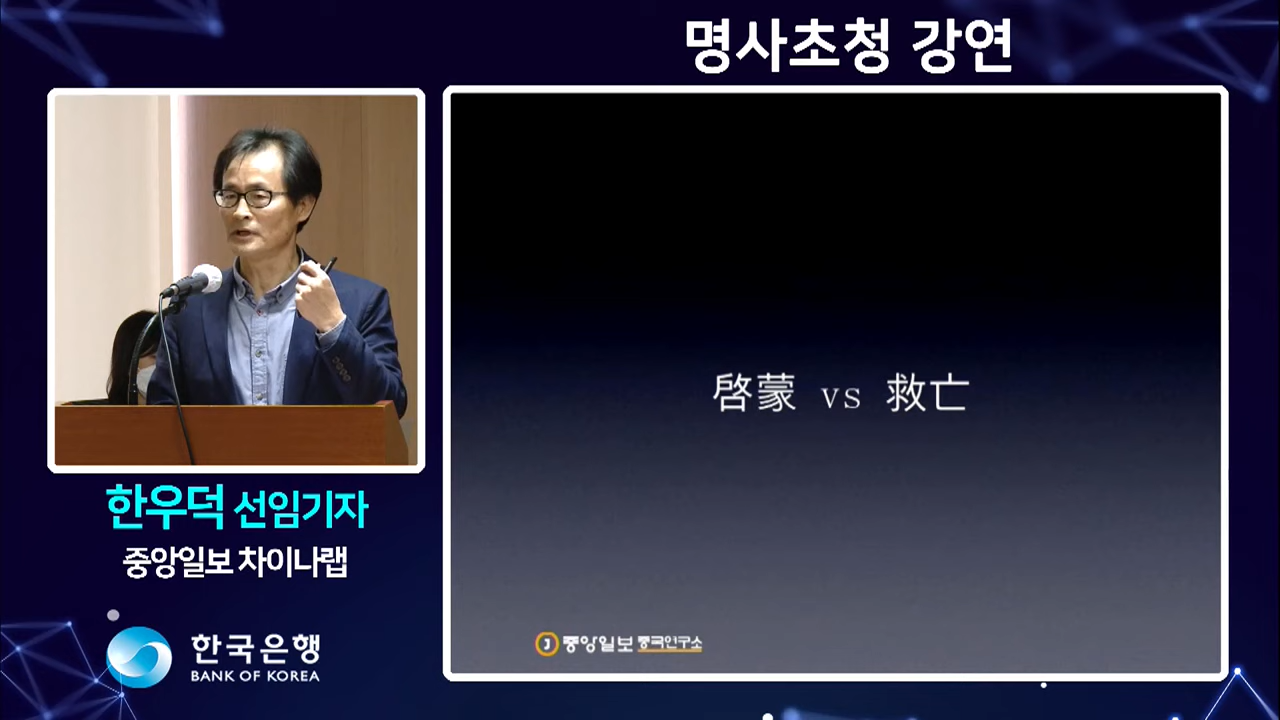 명사초청 강연
啓蒙 vs 救亡
J 중앙일보 중국연구소
한우덕 선임기자
중앙일보 차이나랩
한국은행
BANK OF KOREA